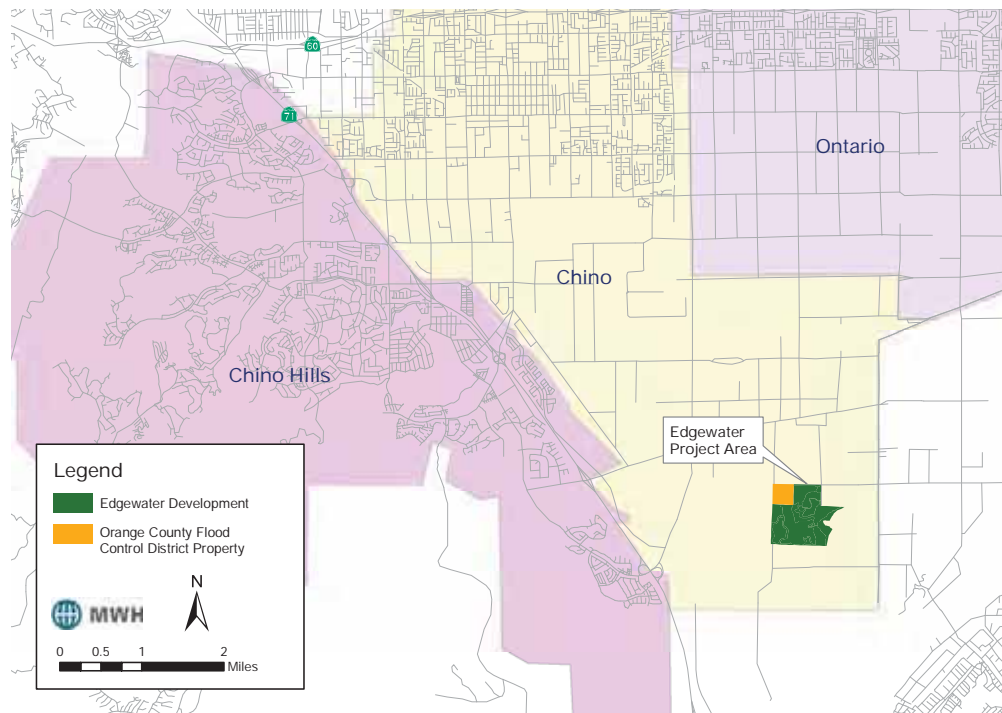 60
71
Ontario
Chino
Chino Hills
Edgewater
Project Area
Legend
Edgewater Development
Orange County Flood
Control District Property
N
MWH
0 0.5 1 2
Miles